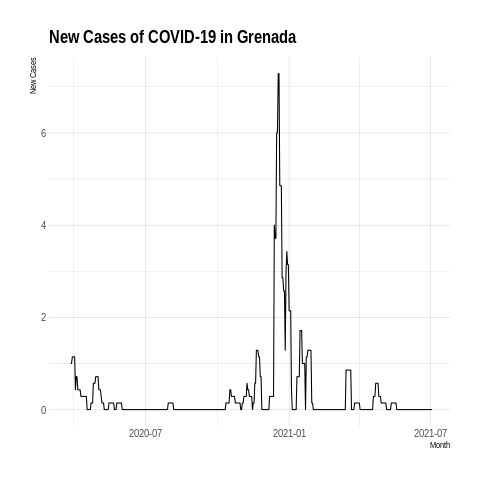 New Cases of COVID-19 in Grenada
New Cases
6
4
2
0
2020-07
2021-01
2021-07
Month